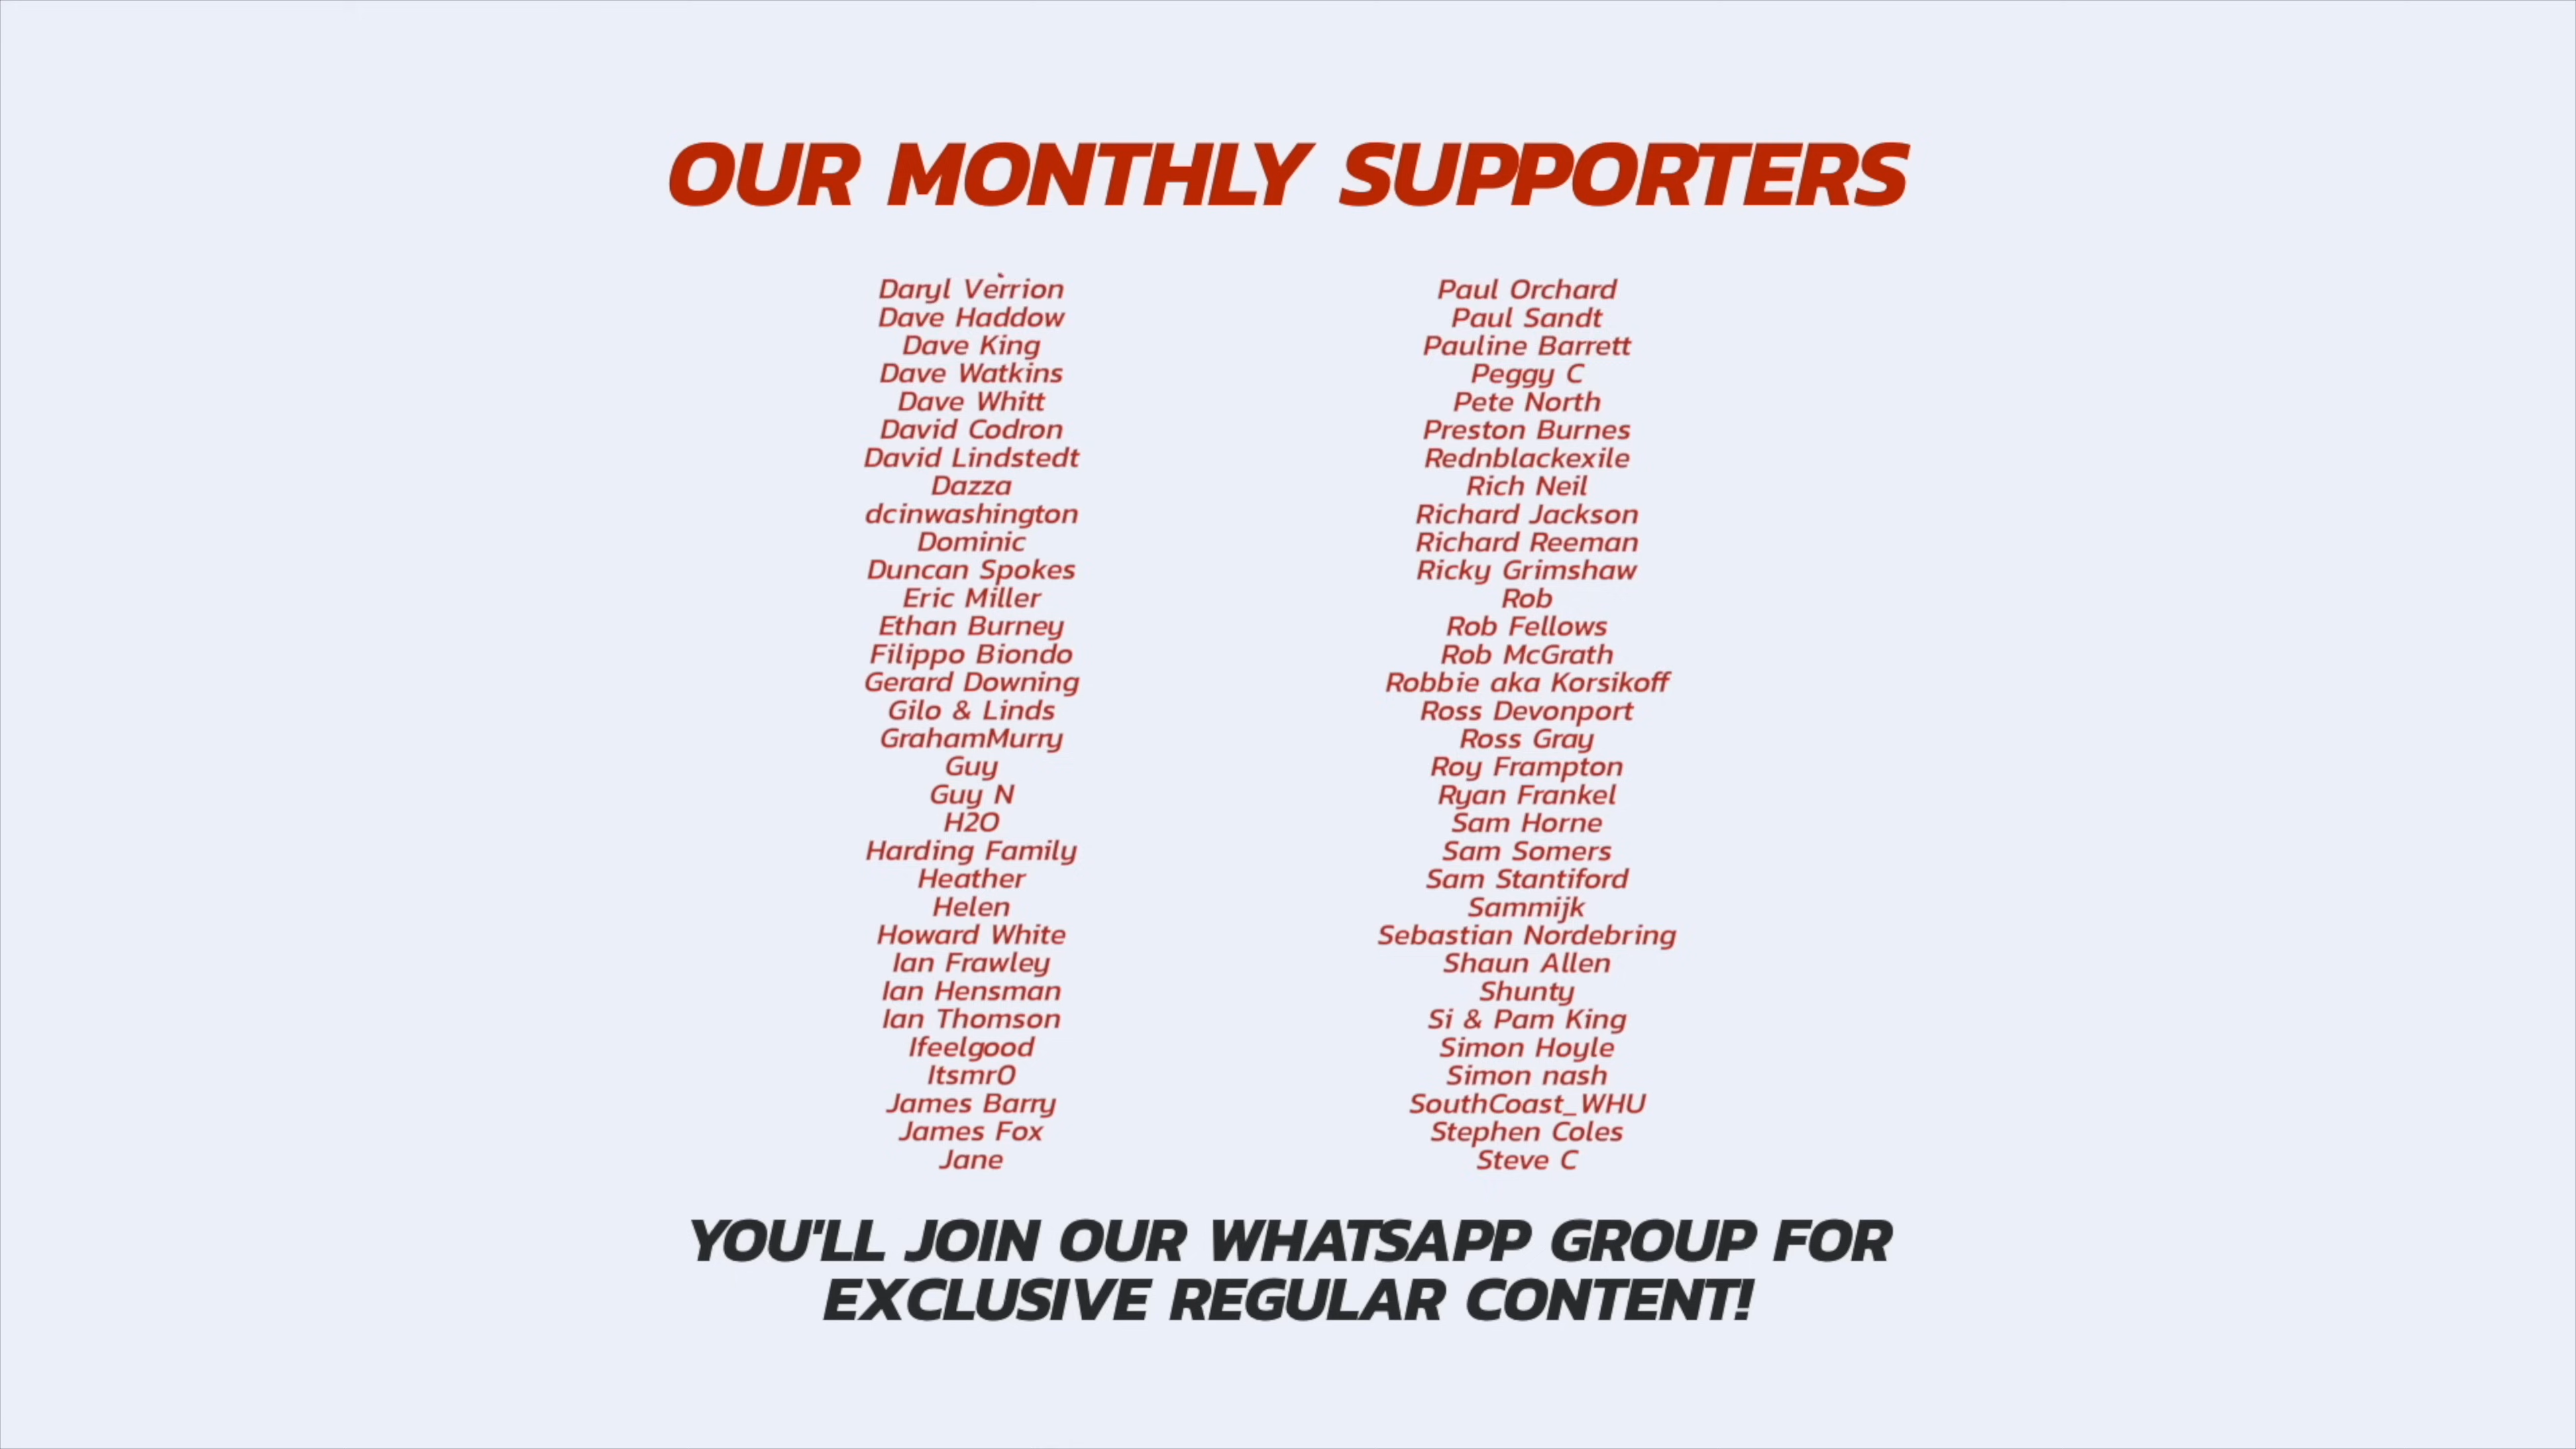 OUR MONTHLY SUPPORTERS
Daryl Verrion
Dave Haddow
Dave King
Dave Watkins
Dave Whitt
David Codron
David Lindstedt
Dazza
dcinwashington
Dominic
Duncan Spokes
Eric Miller
Ethan Burney
Filippo Biondo
Gerard Downing
Gilo & Linds
GrahamMurry
Guy
Guy N
H2O
Harding Family
Heather
Helen
Howard White
Ian Frawley
Ian Hensman
Ian Thomson
Ifeelgood
Itsmr0
James Barry
James Fox
Jane
Paul Orchard
Paul Sandt
Pauline Barrett
Peggy C
Pete North
Preston Burnes
Rednblackexile
Rich Neil
Richard Jackson
Richard Reeman
Ricky Grimshaw
Rob
Rob Fellows
Rob McGrath
Robbie aka Korsikoff
Ross Devonport
Ross Gray
Roy Frampton
Ryan Frankel
Sam Horne
Sam Somers
Sam Stantiford
Sammijk
Sebastian Nordebring
Shaun Allen
Shunty
Si & Pam King
Simon Hoyle
Simon nash
SouthCoast_WHU
Stephen Coles
Steve C
YOU'LL JOIN OUR WHATSAPP GROUP FOR
EXCLUSIVE REGULAR CONTENT!